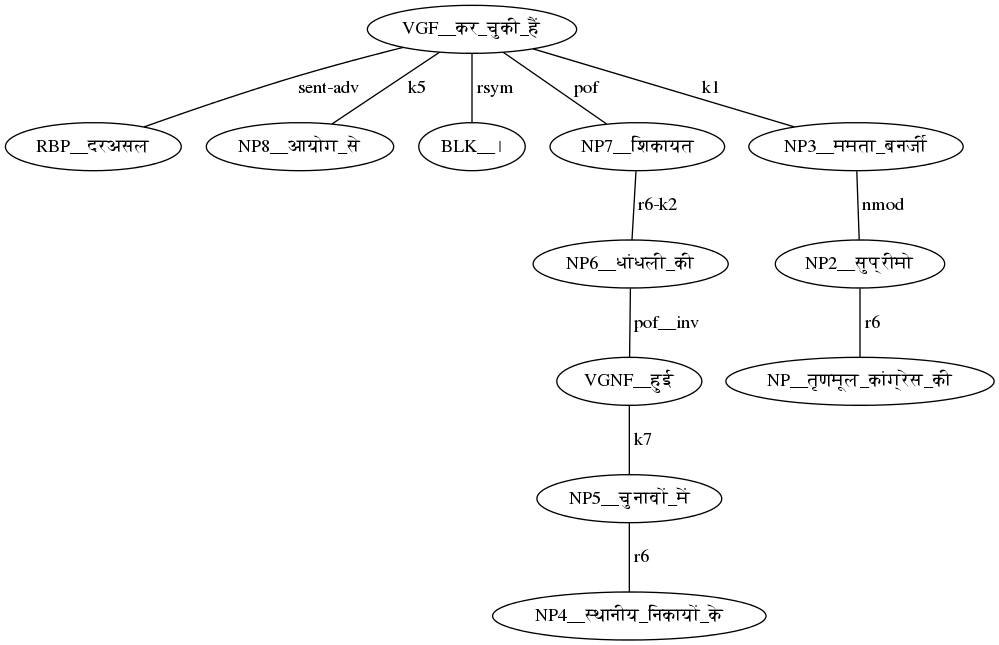 VGF__कर_चुकी_हैं
sent-adv k5 rsym pof k1
RBP__दरअसल NP8__आयोग_से BLK__। NP7__शिकायत NP3__ममता_बनर्जी
r6-k2 nmod
NP6__धांधली_की NP2__सुप्रीमो
pof__inv r6
VGNF__हुई NP__तृणमूल_कांग्रेस_की
k7
NP5__चुनावों_में
r6
NP4__स्थानीय_निकायों_के